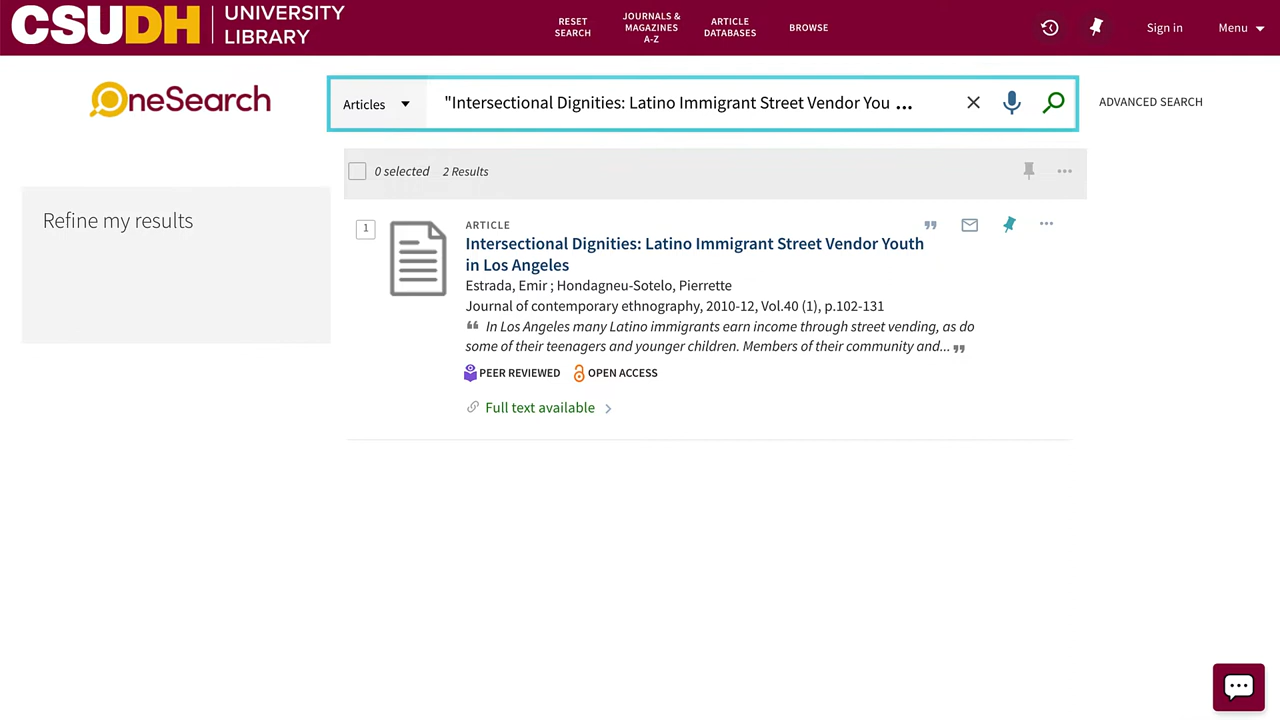 CSUDH UNIVERSITY LIBRARY
RESET SEARCH
JOURNALS & MAGAZINES A-Z
ARTICLE DATABASES
BROWSE
Sign in
Menu
OneSearch
Articles
"Intersectional Dignities: Latino Immigrant Street Vendor You ...
ADVANCED SEARCH
0 selected 2 Results
Refine my results
1
ARTICLE
Intersectional Dignities: Latino Immigrant Street Vendor Youth
in Los Angeles
Estrada, Emir ; Hondagneu-Sotelo, Pierrette
Journal of contemporary ethnography, 2010-12, Vol.40 (1), p.102-131
" In Los Angeles many Latino immigrants earn income through street vending, as do
some of their teenagers and younger children. Members of their community and... "
PEER REVIEWED OPEN ACCESS
Full text available